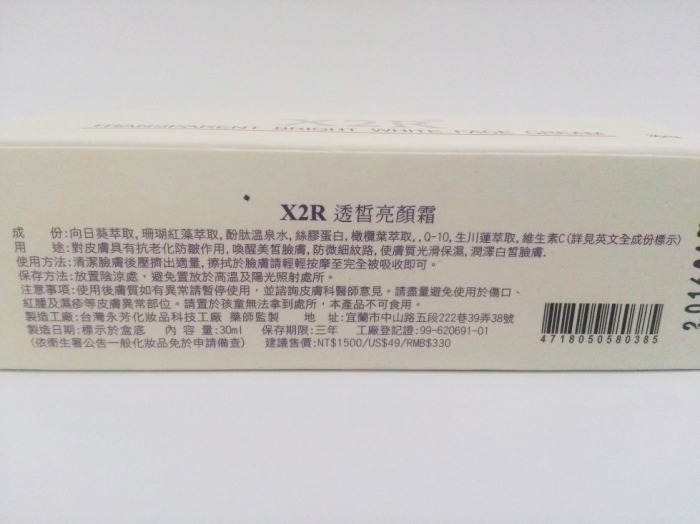 X2R
TRANSPARENT BRIGHT WHITE FACE CREAM
X2R 透皙亮顏霜
成　份:向日葵萃取,珊瑚紅藻萃取,酚肽溫泉水,絲膠蛋白,橄欖葉萃取,,Q-10,生川蓮萃取,維生素C(詳見英文全成份標示)
用　途:對皮膚具有抗老化防皺作用,喚醒美皙臉膚,防微細紋路,使膚質光滑保濕,潤澤白皙臉膚.
使用方法:清潔臉膚後壓擠出適量,擦拭於臉膚請輕輕按摩至完全被吸收即可。
保存方法:放置陰涼處,避免置放於高溫及陽光照射處所。
注意事項:使用後膚質如有異常請暫停使用,並諮詢皮膚科醫師意見。請盡量避免使用於傷口、
紅腫及濕疹等皮膚異常部位。請置於孩童無法拿到處所,本產品不可食用。
製造工廠:台灣永芳化妝品科技工廠 藥師監製　地　址:宜蘭市中山路五段222巷39弄38號
製造日期:標示於盒底　內 容 量:30ml　保存期限:三年　工廠登記證:99-620691-01
(依衛生署公告一般化妝品免於申請備查)　建議售價:NT$1500/US$49/RMB$330
4718050580385